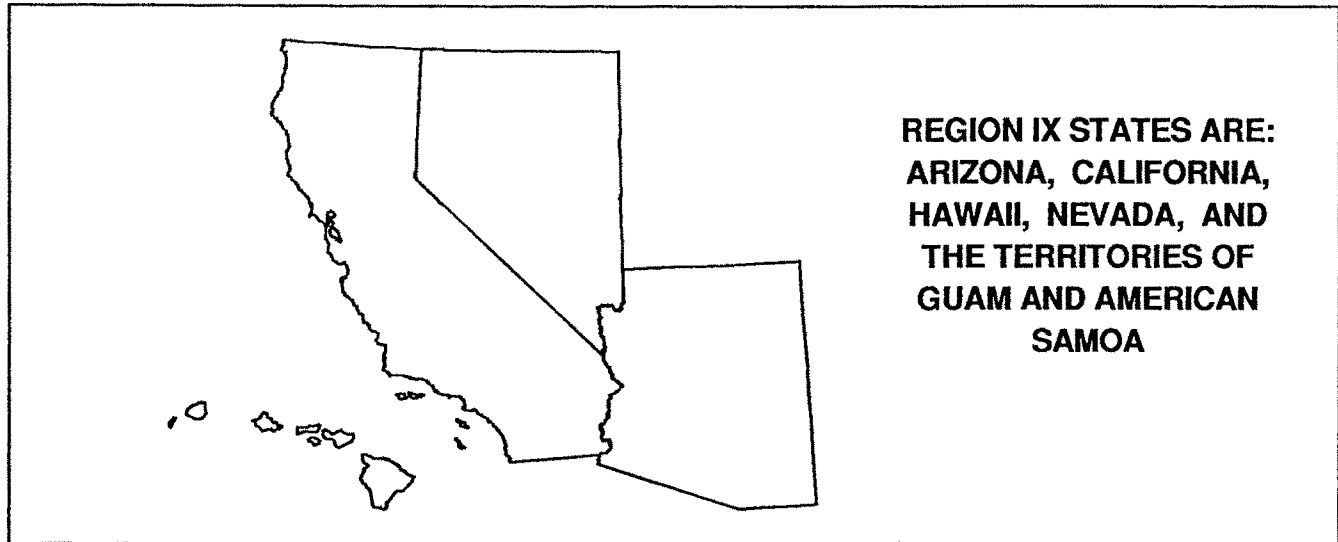 REGION IX STATES ARE:
ARIZONA, CALIFORNIA,
HAWAII, NEVADA, AND
THE TERRITORIES OF
GUAM AND AMERICAN
SAMOA